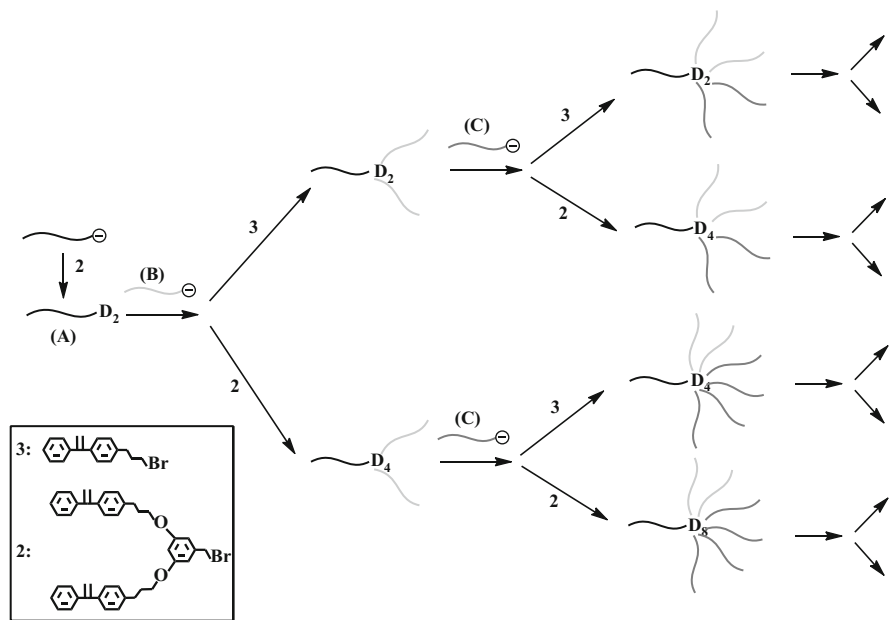 D₂
(C)
⊖
3
D₂
3
2
D₄
⊖
2
(B)
⊖
D₂
(A)
2
D₄
(C)
⊖
3
2
D₄
D₈
3:
Br
O
2:
Br
O